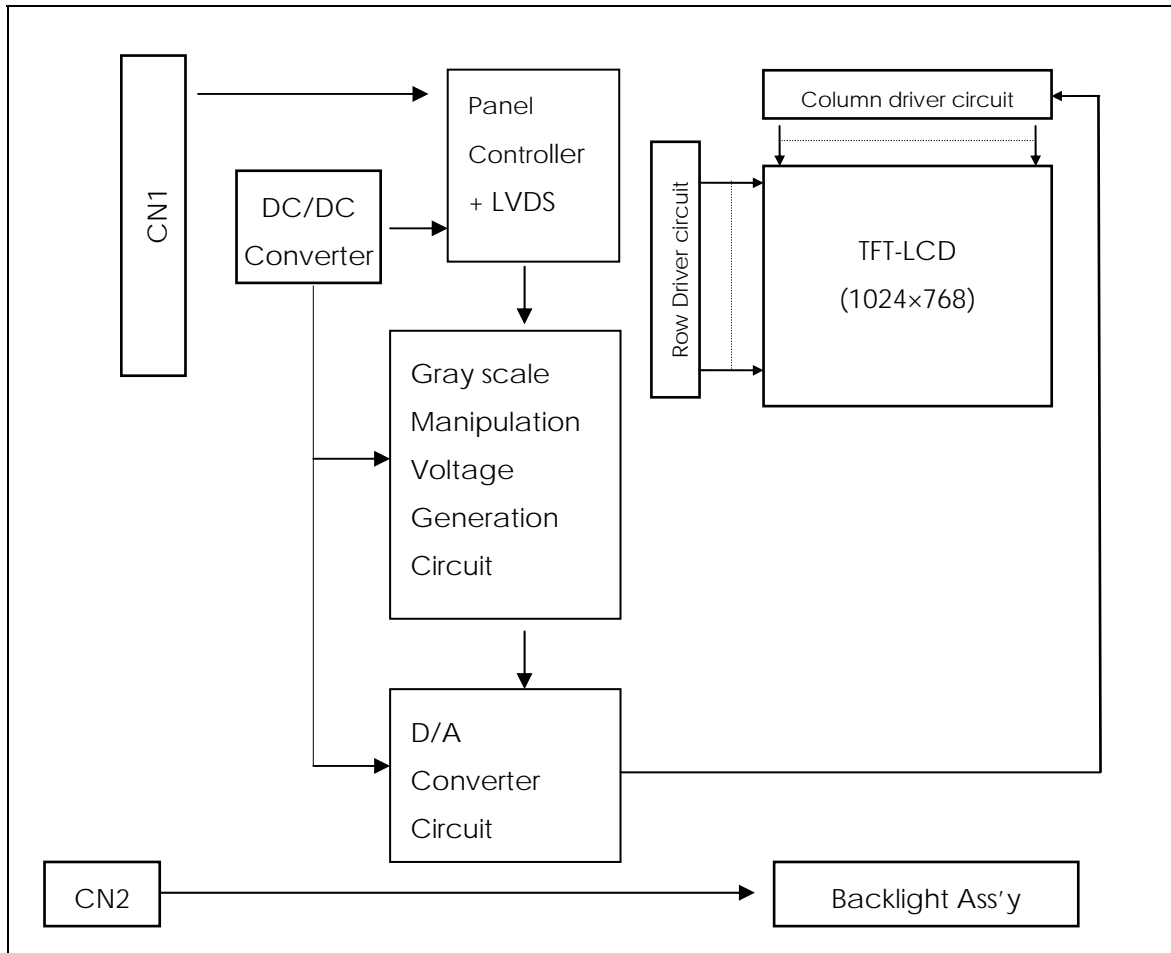 CN1
Panel
Controller
+ LVDS
DC/DC
Converter
Gray scale
Manipulation
Voltage
Generation
Circuit
D/A
Converter
Circuit
Column driver circuit
Row Driver circuit
TFT-LCD
(1024×768)
CN2
Backlight Ass'y